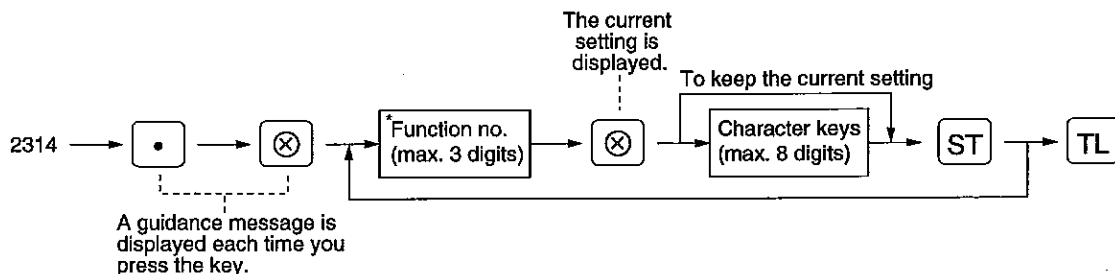 The current
setting is
displayed.
To keep the current setting
2314
•
⊗
*Function no.
(max. 3 digits)
⊗
Character keys
(max. 8 digits)
ST
TL
A guidance message is
displayed each time you
press the key.